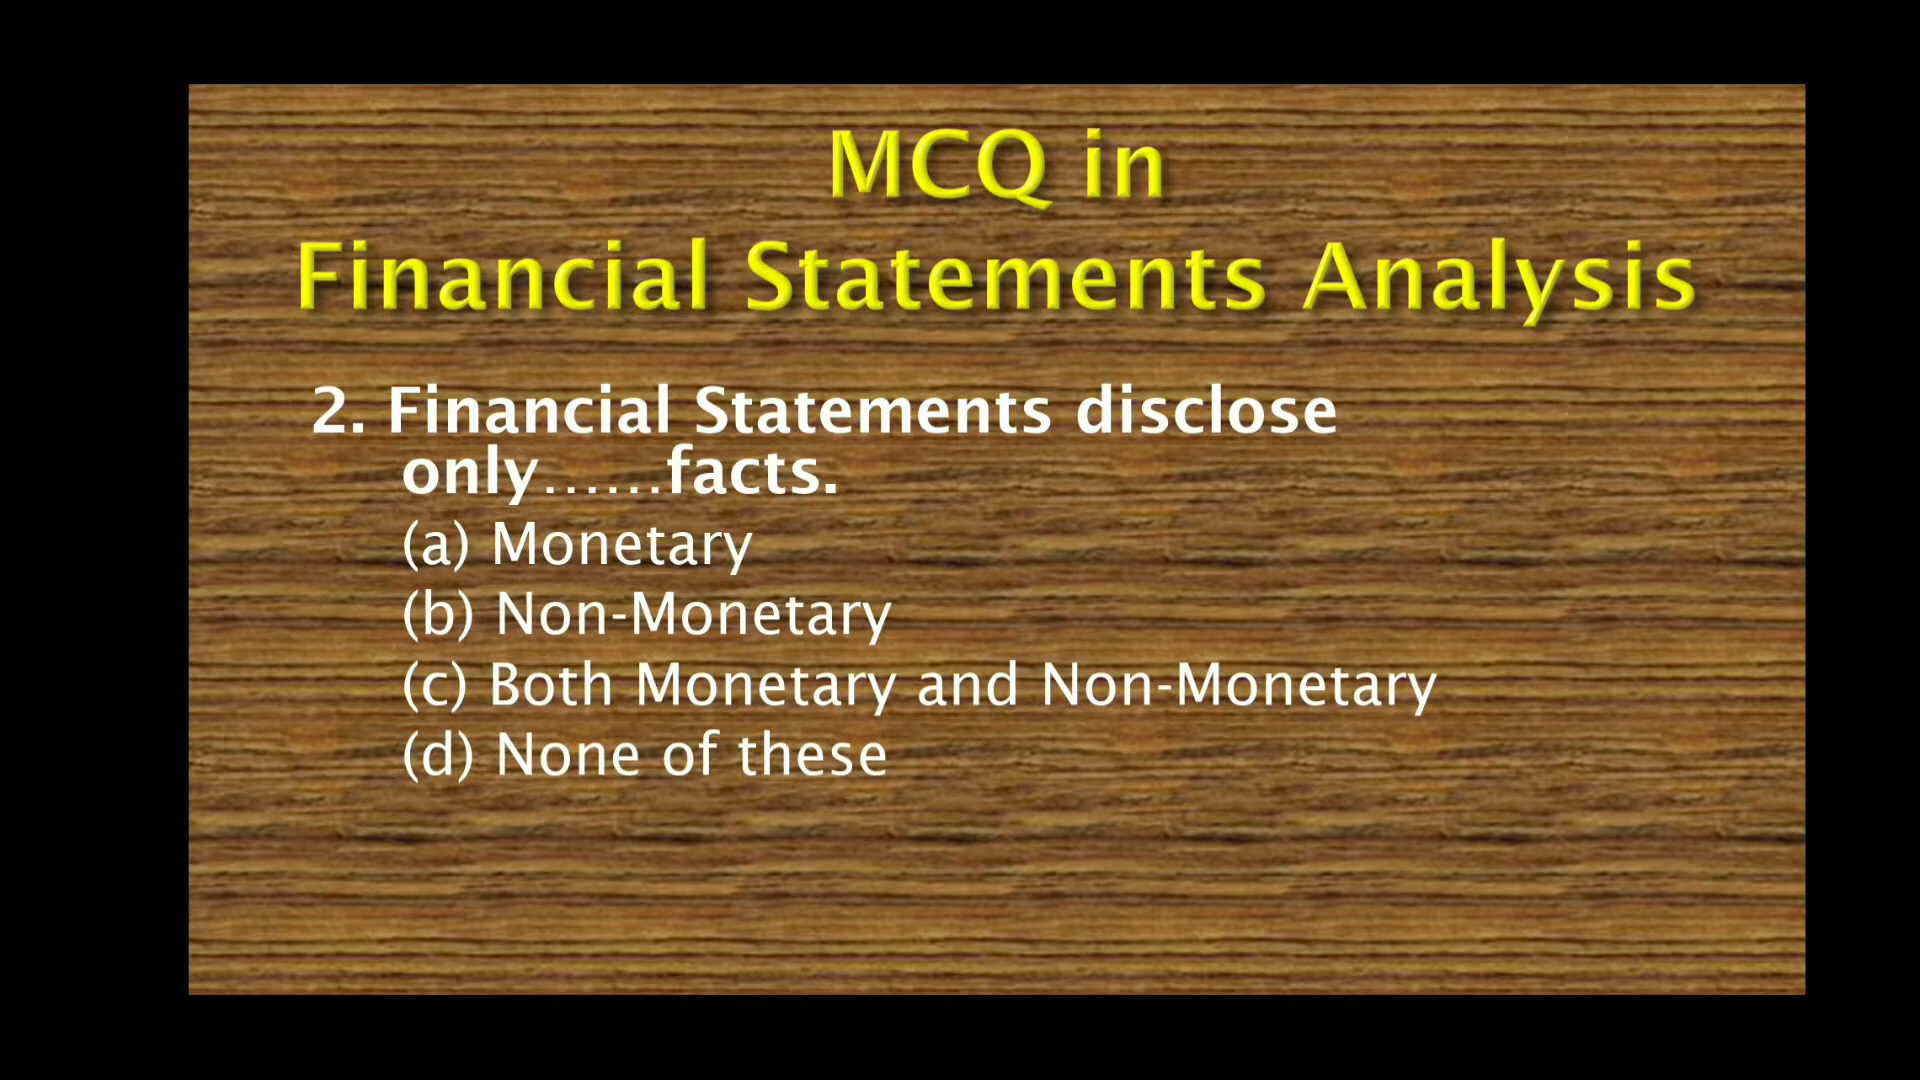 MCQ in
Financial Statements Analysis
2. Financial Statements disclose
only......facts.
(a) Monetary
(b) Non-Monetary
(c) Both Monetary and Non-Monetary
(d) None of these